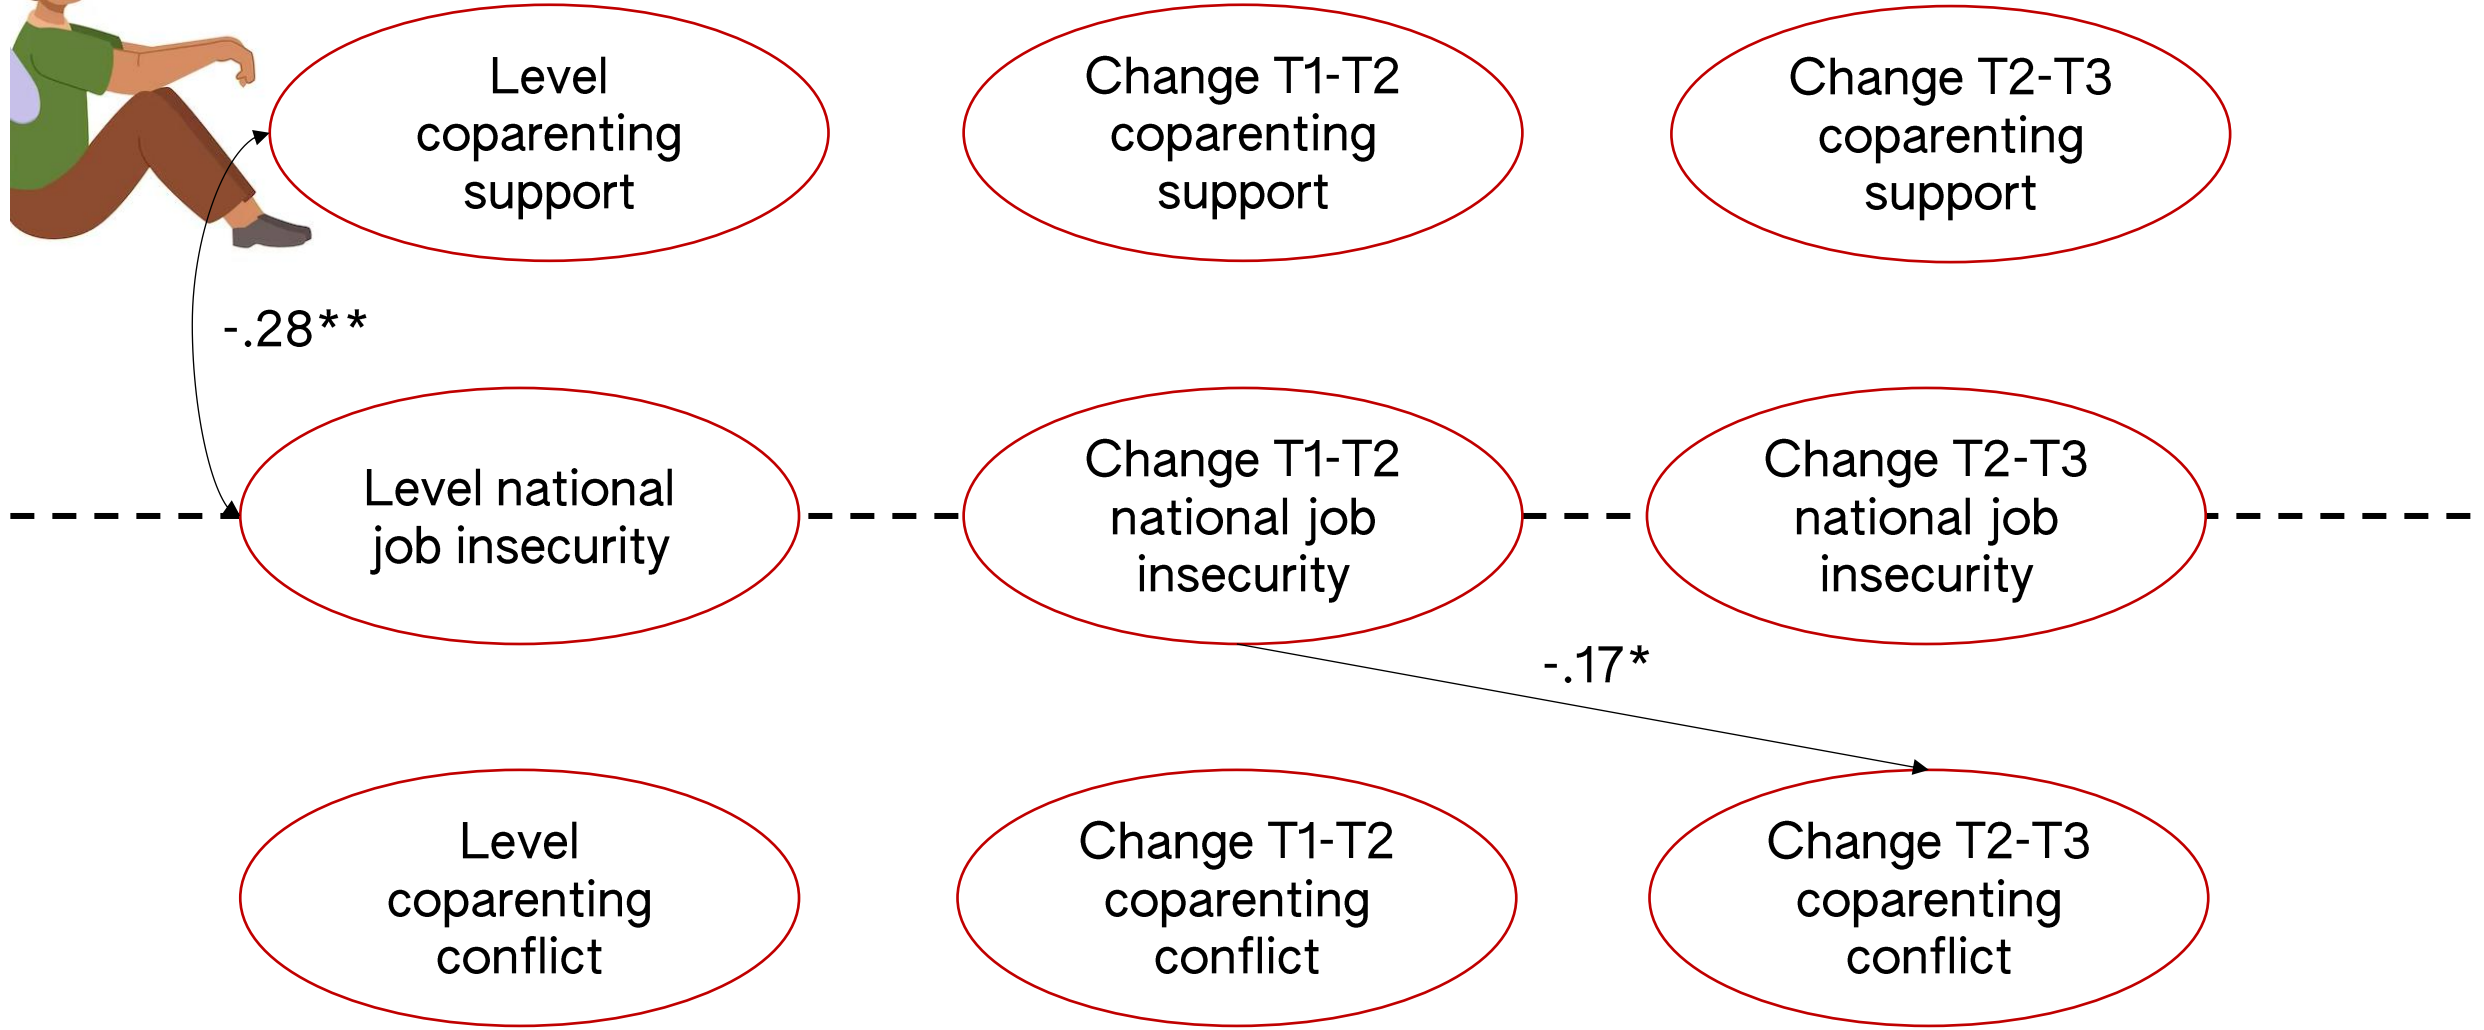 Level
coparenting
support
Change T1-T2
coparenting
support
Change T2-T3
coparenting
support
-.28**
Level national
job insecurity
Change T1-T2
national job
insecurity
Change T2-T3
national job
insecurity
-.17*
Level
coparenting
conflict
Change T1-T2
coparenting
conflict
Change T2-T3
coparenting
conflict